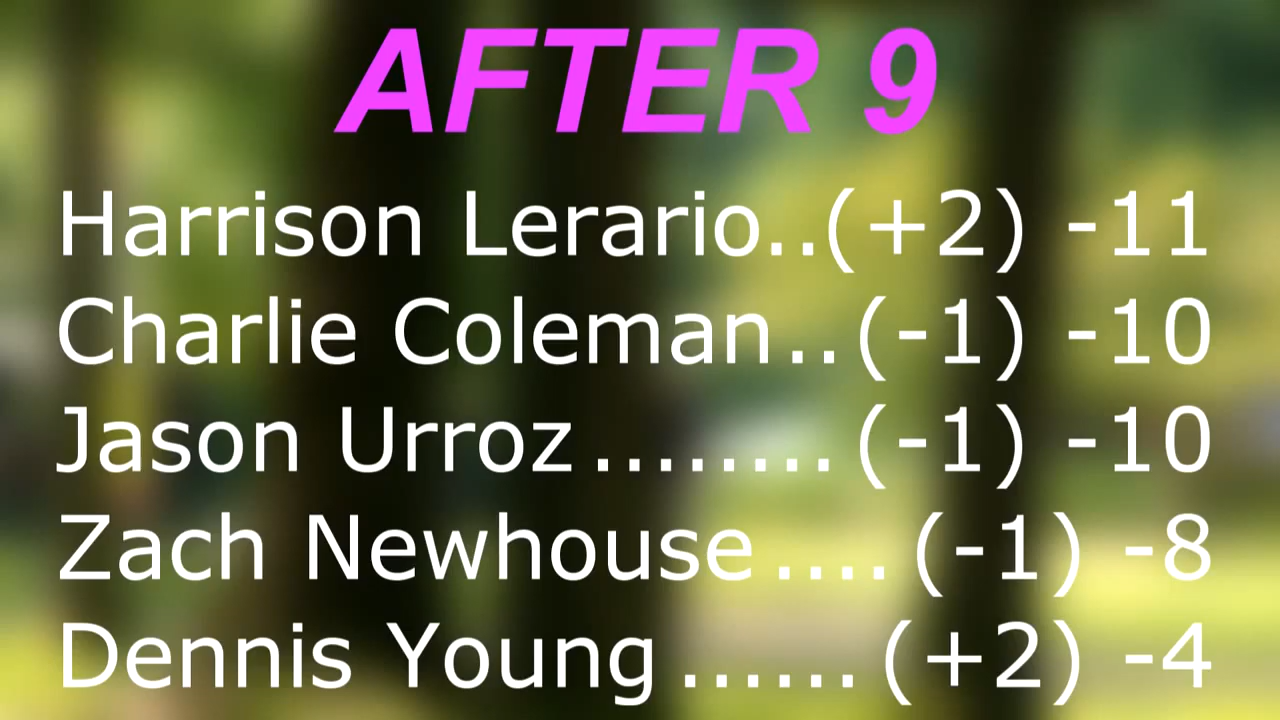 AFTER 9
Harrison Lerario..(+2) -11
Charlie Coleman..(-1) -10
Jason Urroz........(-1) -10
Zach Newhouse....(-1) -8
Dennis Young......(+2) -4